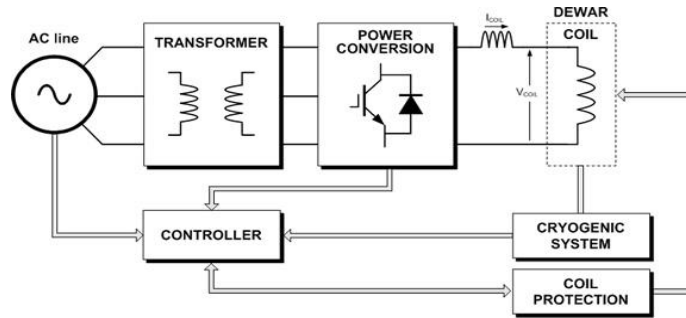 AC line
TRANSFORMER
POWER
CONVERSION
I_COIL
DEWAR
COIL
V_COIL
CONTROLLER
CRYOGENIC
SYSTEM
COIL
PROTECTION